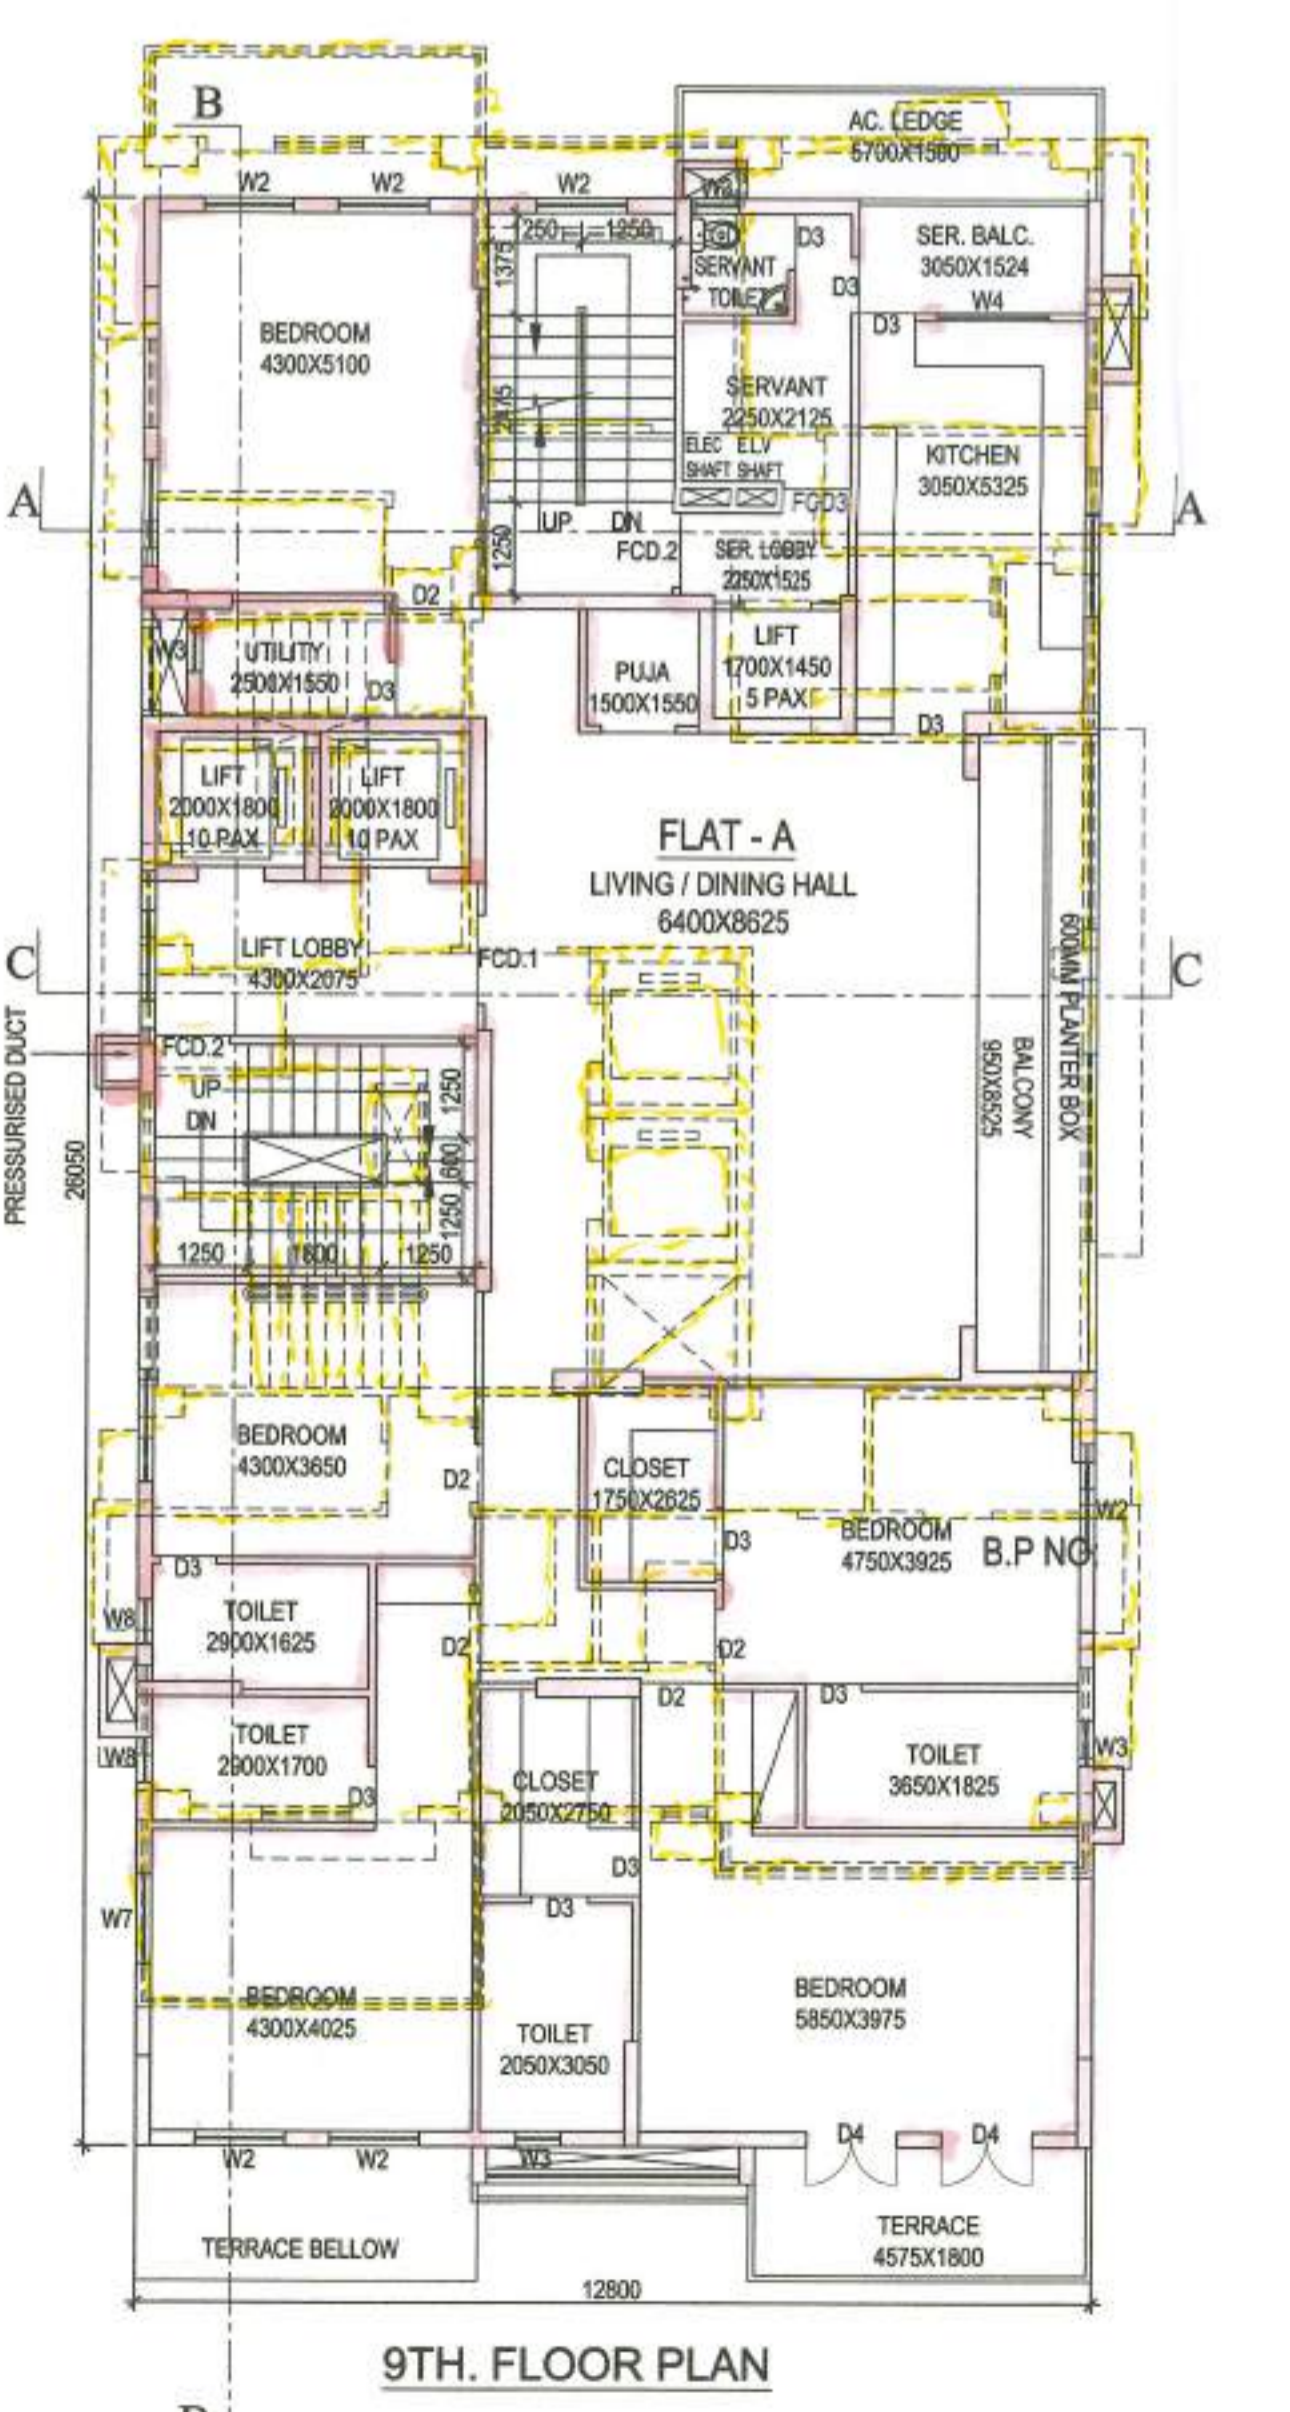 B
AC. LEDGE
5700X1500
W2
W2
W2
W3
250
1250
1375
D3
SER. BALC.
3050X1524
SERVANT
TOILET
D3
W4
D3
BEDROOM
4300X5100
SERVANT
2250X2125
ELEC
SHAFT
E.L.V
SHAFT
KITCHEN
3050X5325
A
A
FCD3
UP
DN
FCD.2
1250
SER. LOBBY
2250X1525
D2
W3
UTILITY
2500X1550
D3
PUJA
1500X1550
LIFT
1700X1450
5 PAX
D3
LIFT
2000X1800
10 PAX
LIFT
2000X1800
10 PAX
FLAT - A
LIVING / DINING HALL
6400X8625
LIFT LOBBY
4300X2075
FCD.1
C
C
600MM PLANTER BOX
BALCONY
950X8525
PRESSURISED DUCT
FCD.2
UP
DN
1250
600
1250
26050
1250
1800
1250
BEDROOM
4300X3650
D2
CLOSET
1750X2625
D3
BEDROOM
4750X3925
B.P NO
W2
D3
TOILET
2900X1625
W8
D2
D2
D2
D3
TOILET
2900X1700
W8
D3
CLOSET
2050X2750
TOILET
3650X1825
W3
D3
D3
W7
BEDROOM
4300X4025
TOILET
2050X3050
BEDROOM
5850X3975
D4
D4
W2
W2
W3
TERRACE BELLOW
TERRACE
4575X1800
12800
9TH. FLOOR PLAN